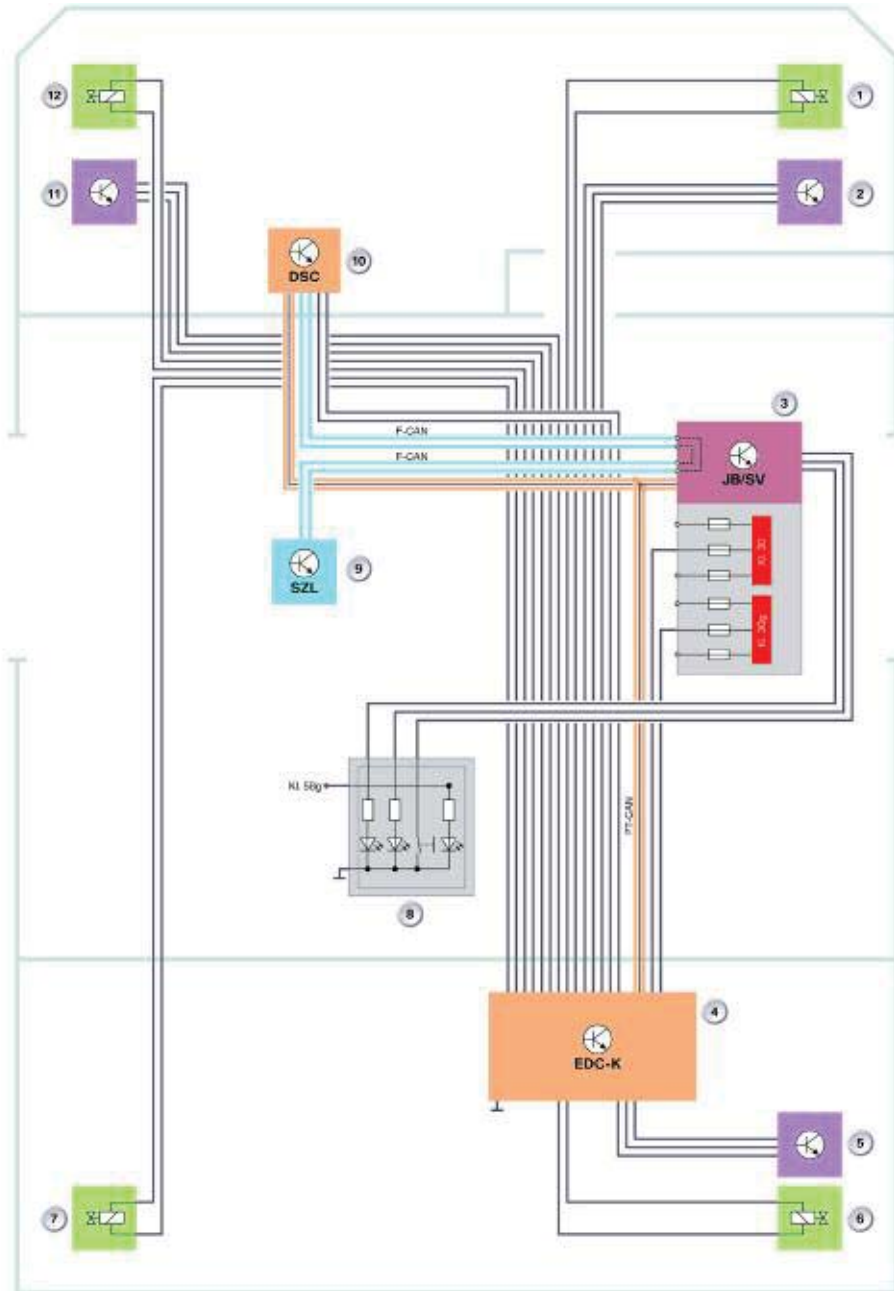 12
1
11
2
DSC
10
3
F-CAN
F-CAN
JB/SV
SZL
9
Kl. 30
Kl. 30g
Kl. 58g
PT-CAN
8
4
EDC-K
5
7
6